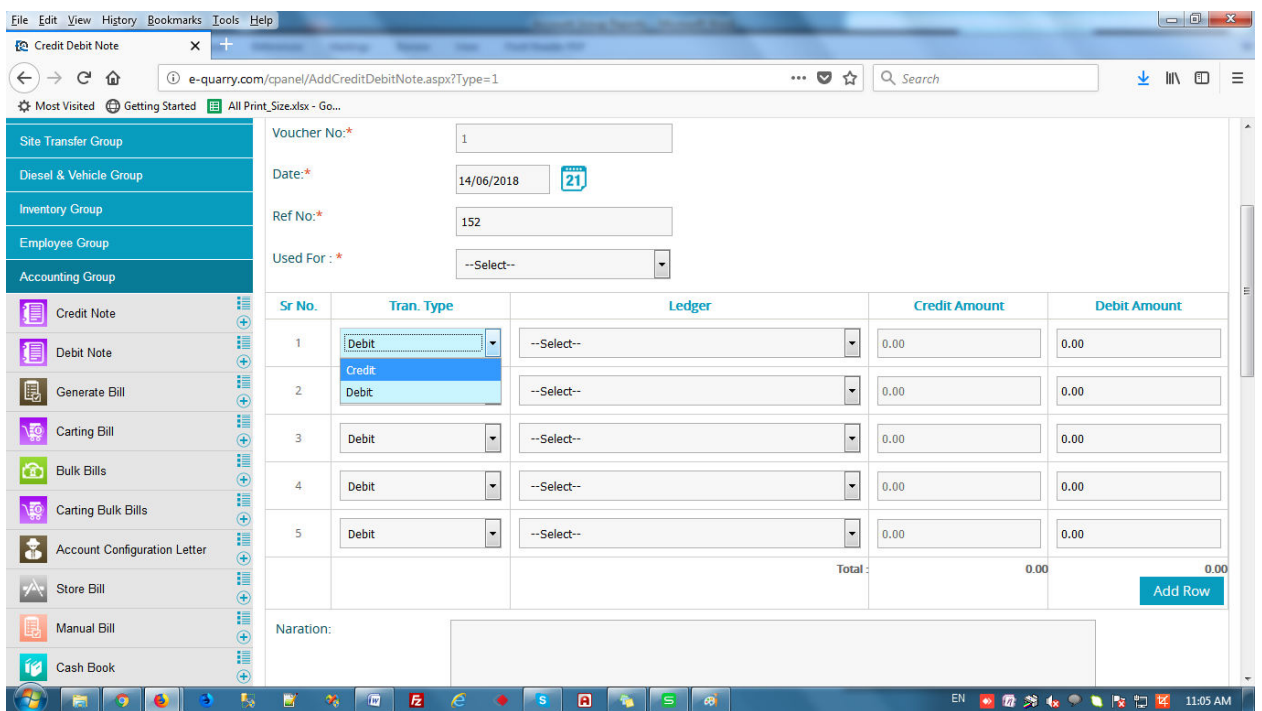 File Edit View History Bookmarks Tools Help
Credit Debit Note
e-quarry.com/cpanel/AddCreditDebitNote.aspx?Type=1
Search
Most Visited Getting Started All Print_Size.xlsx - Go...
Site Transfer Group
Diesel & Vehicle Group
Inventory Group
Employee Group
Accounting Group
Credit Note
Debit Note
Generate Bill
Carting Bill
Bulk Bills
Carting Bulk Bills
Account Configuration Letter
Store Bill
Manual Bill
Cash Book
Voucher No:* 1
Date:* 14/06/2018 21
Ref No:* 152
Used For : * --Select--
Sr No. Tran. Type Ledger Credit Amount Debit Amount
1 Debit --Select-- 0.00 0.00
Credit
Debit
2 --Select-- 0.00 0.00
3 Debit --Select-- 0.00 0.00
4 Debit --Select-- 0.00 0.00
5 Debit --Select-- 0.00 0.00
Total : 0.00 0.00
Add Row
Naration:
EN 11:05 AM